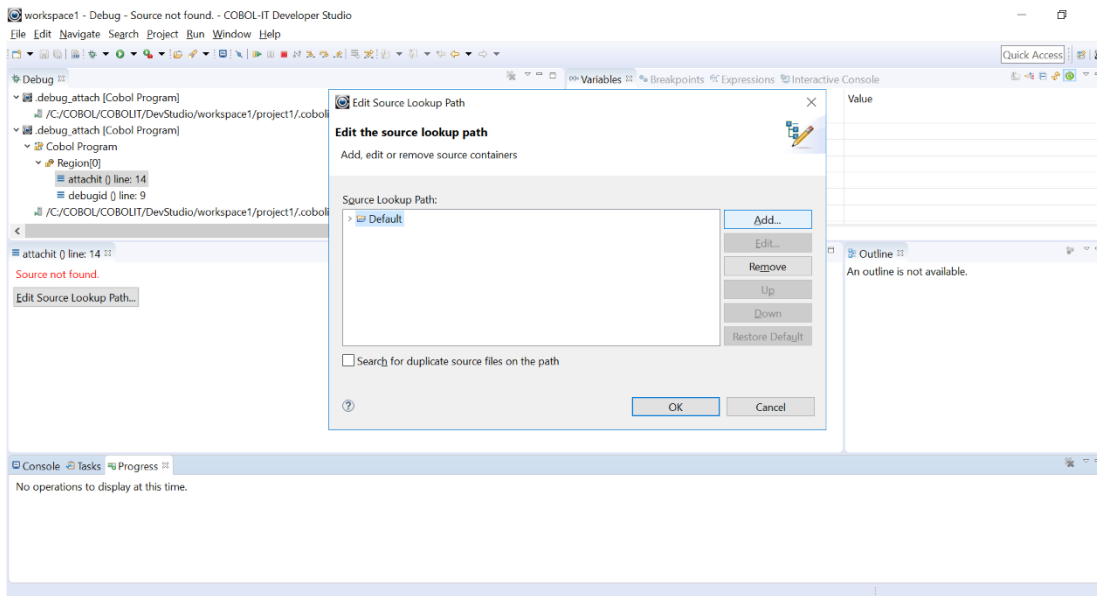 workspace1 - Debug - Source not found. - COBOL-IT Developer Studio
File Edit Navigate Search Project Run Window Help
Quick Access
Debug
Variables Breakpoints Expressions Interactive Console
.debug_attach [Cobol Program]
/C:/COBOL/COBOLIT/DevStudio/workspace1/project1/.coboli
.debug_attach [Cobol Program]
Cobol Program
Region[0]
attachit () line: 14
debugid () line: 9
/C:/COBOL/COBOLIT/DevStudio/workspace1/project1/.coboli
Value
Edit Source Lookup Path
Edit the source lookup path
Add, edit or remove source containers
Source Lookup Path:
Default
Add...
Edit...
Remove
Up
Down
Restore Default
Search for duplicate source files on the path
OK
Cancel
attachit () line: 14
Source not found.
Edit Source Lookup Path...
Outline
An outline is not available.
Console Tasks Progress
No operations to display at this time.